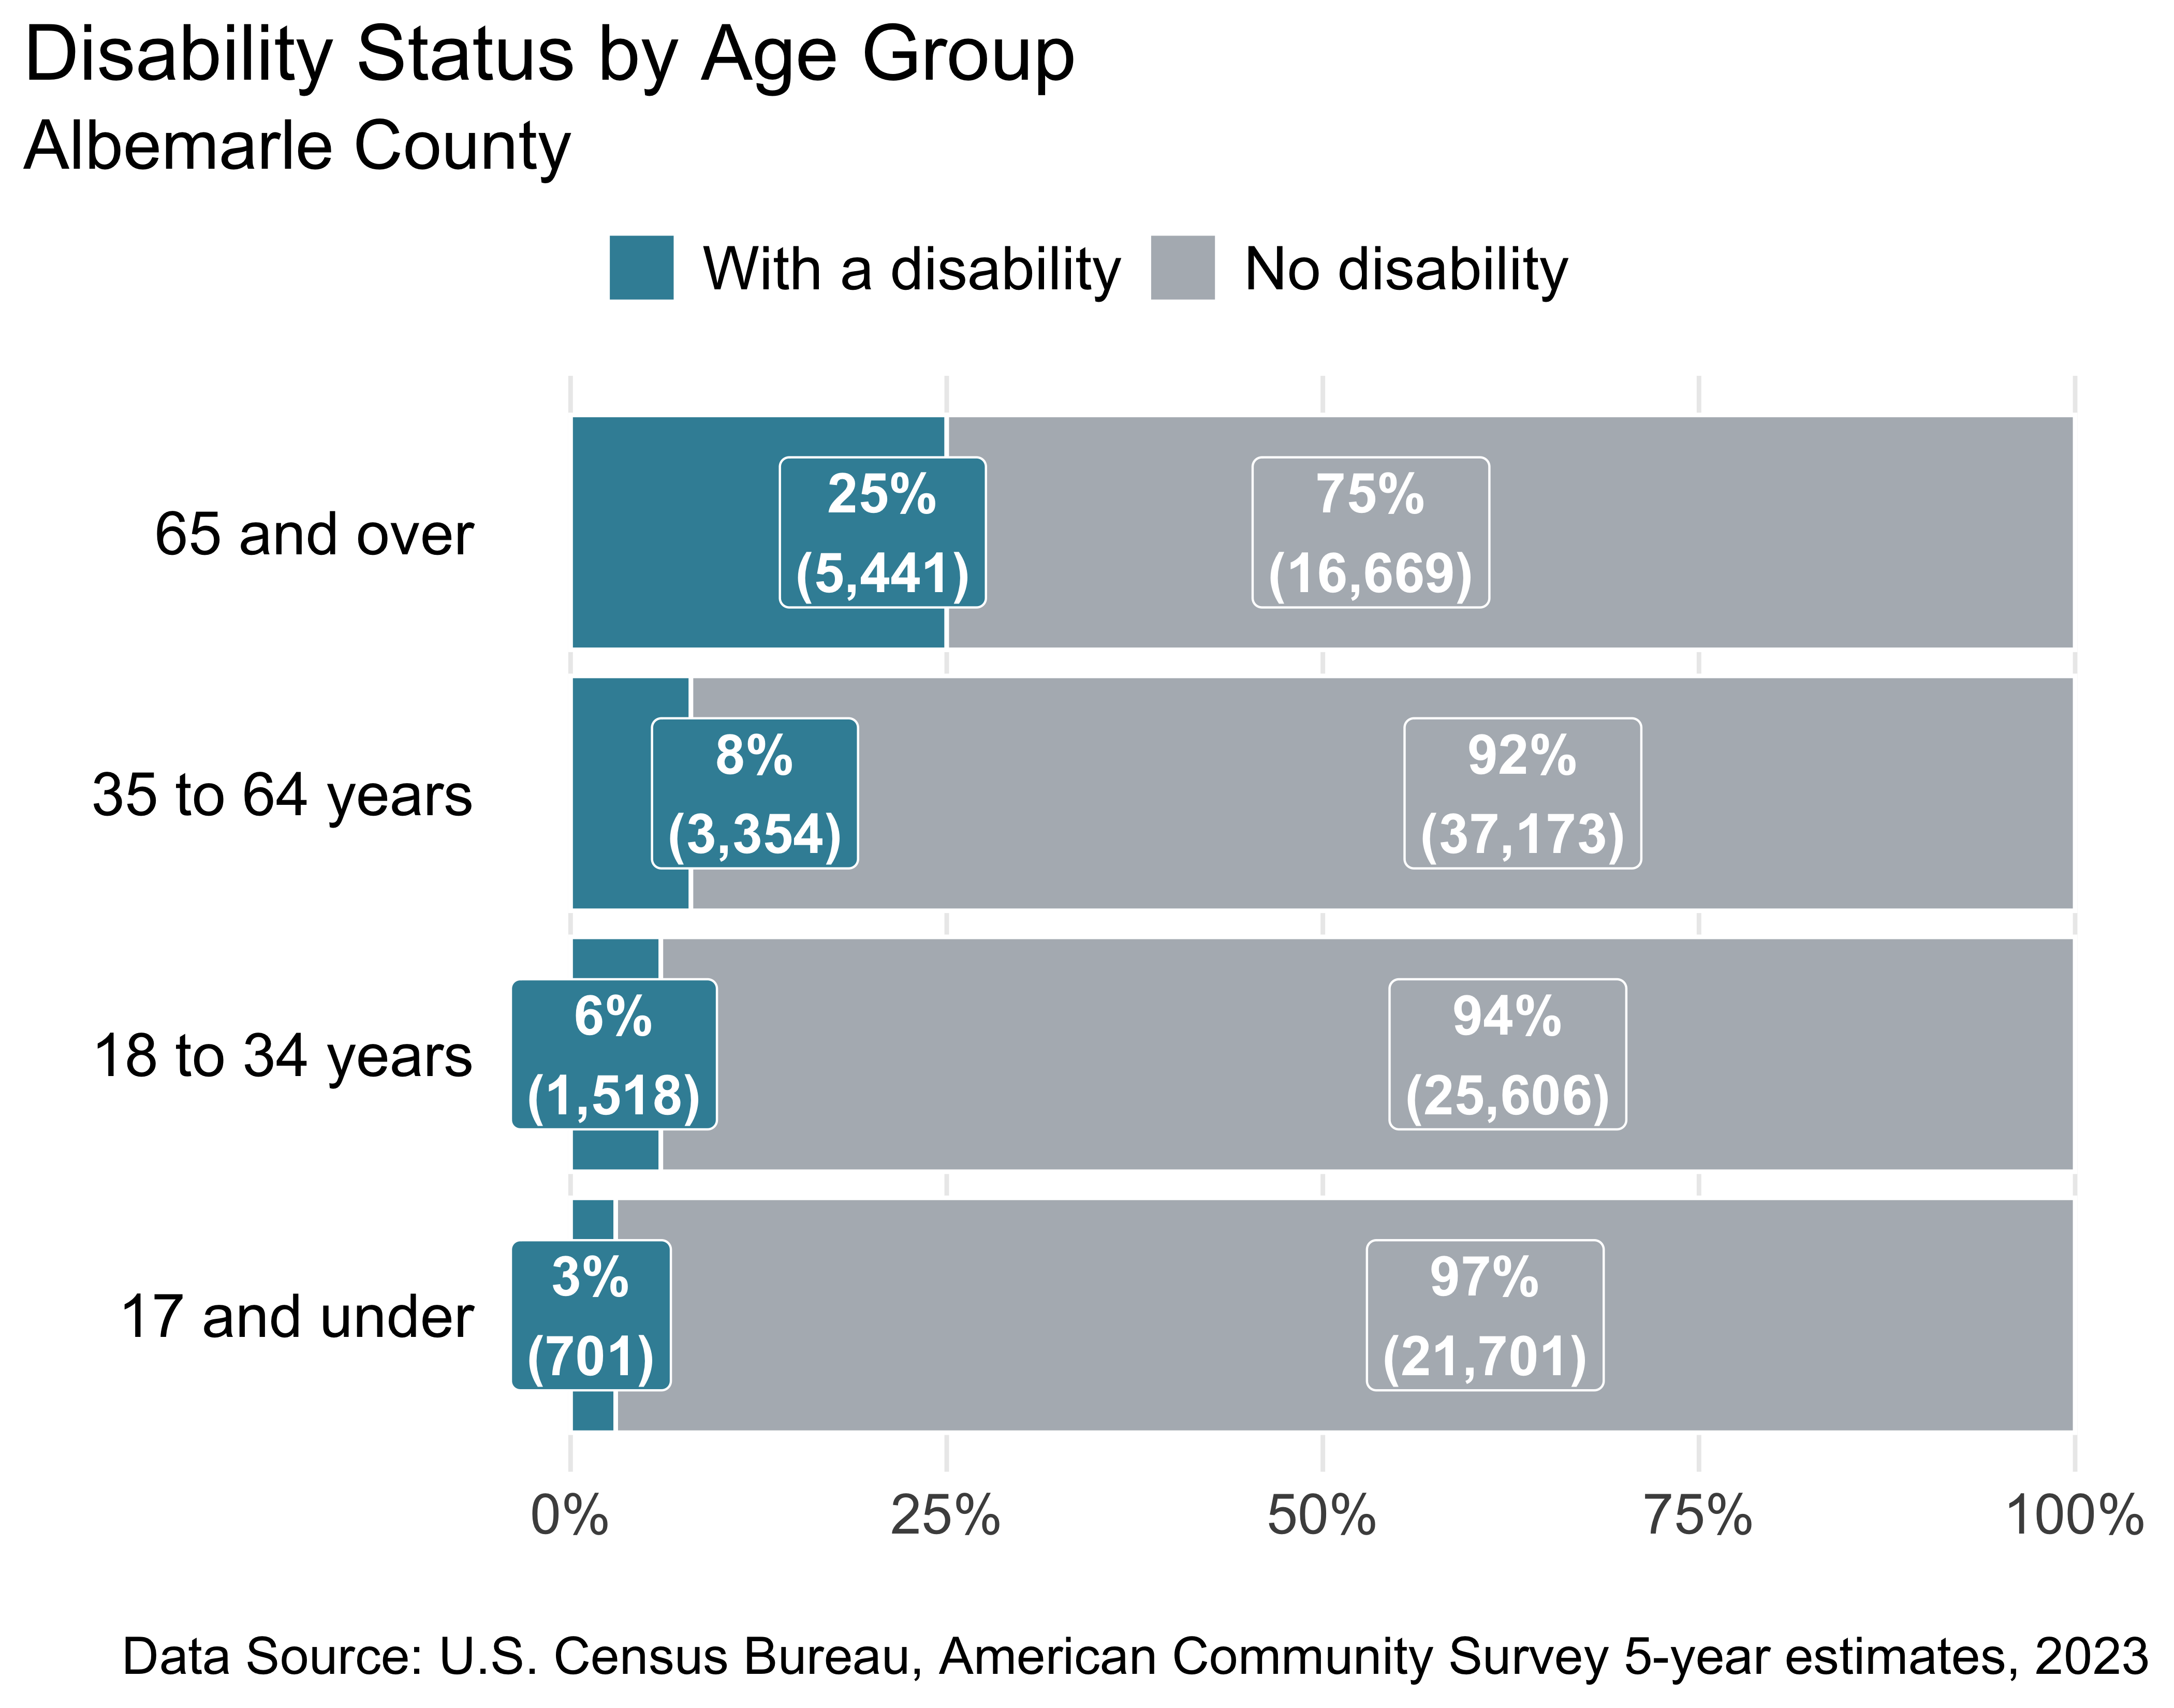 Disability Status by Age Group
Albemarle County
With a disability
No disability
65 and over
25%
(5,441)
75%
(16,669)
35 to 64 years
8%
(3,354)
92%
(37,173)
18 to 34 years
6%
(1,518)
94%
(25,606)
17 and under
3%
(701)
97%
(21,701)
0%
25%
50%
75%
100%
Data Source: U.S. Census Bureau, American Community Survey 5-year estimates, 2023